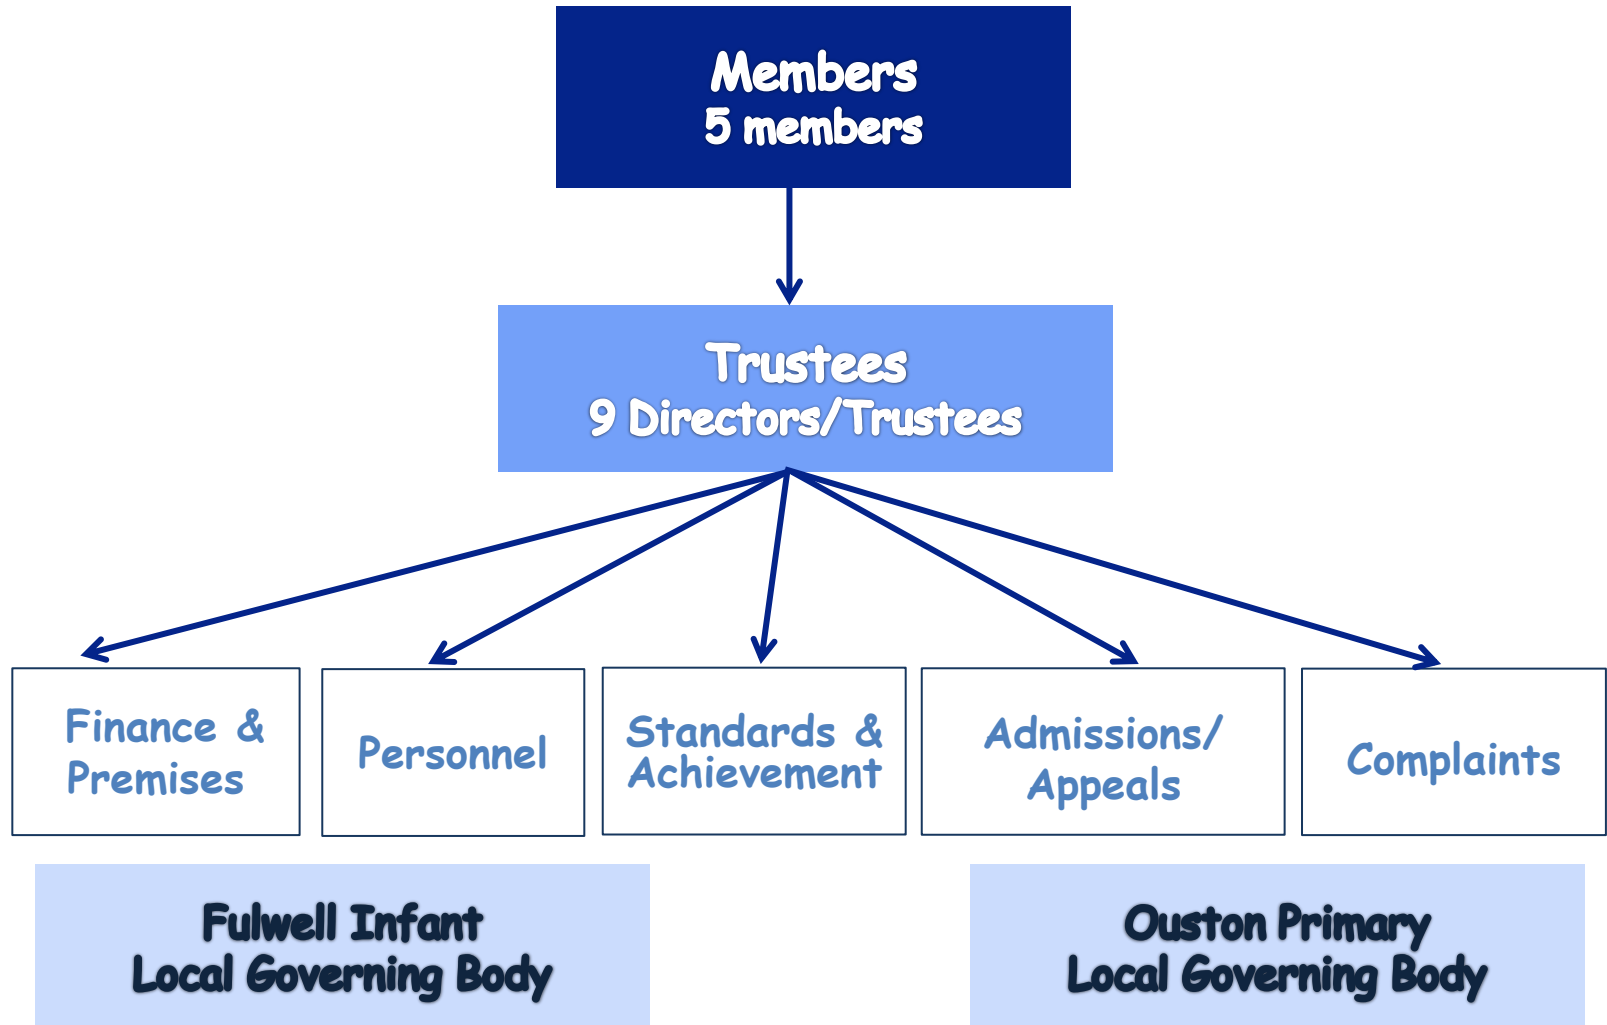 Members
5 members
Trustees
9 Directors/Trustees
Finance &
Premises
Personnel
Standards &
Achievement
Admissions/
Appeals
Complaints
Fulwell Infant
Local Governing Body
Ouston Primary
Local Governing Body